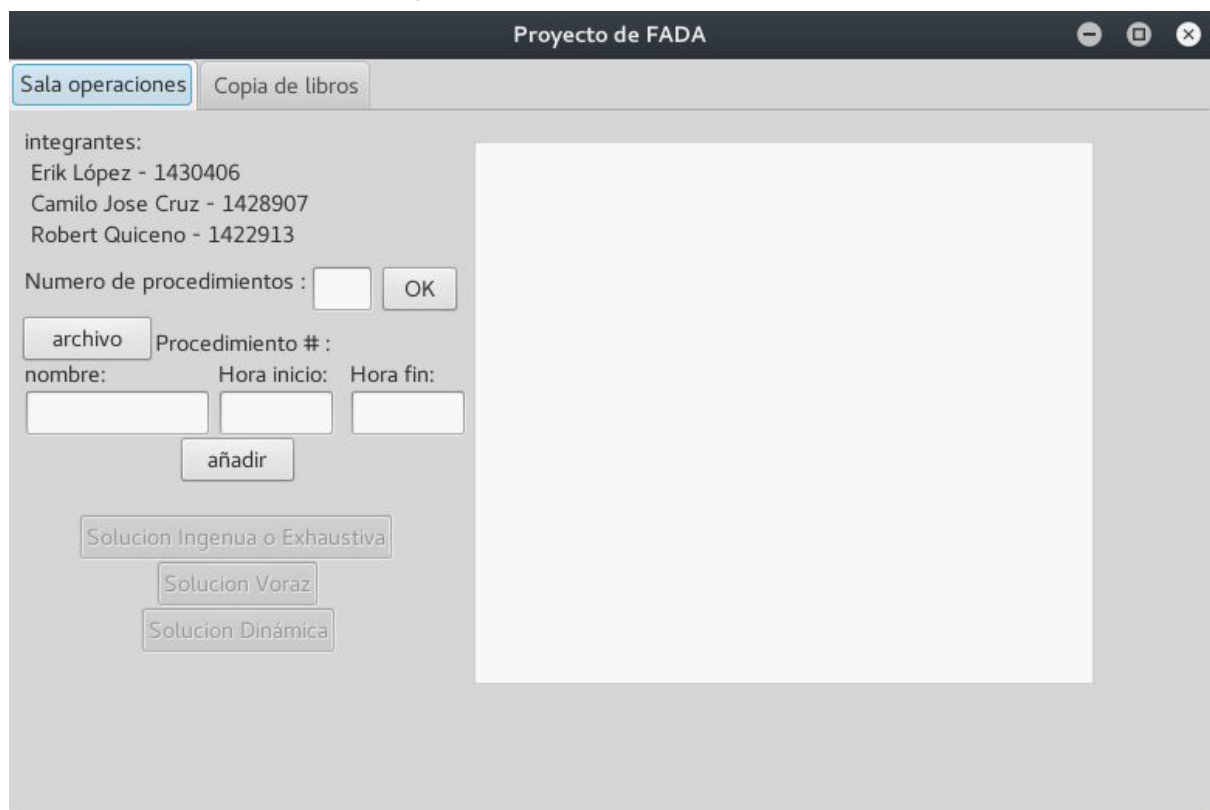 Proyecto de FADA
Sala operaciones Copia de libros
integrantes:
Erik López - 1430406
Camilo Jose Cruz - 1428907
Robert Quiceno - 1422913
Numero de procedimientos : OK
archivo Procedimiento # :
nombre: Hora inicio: Hora fin:
añadir
Solucion Ingenua o Exhaustiva
Solucion Voraz
Solucion Dinámica